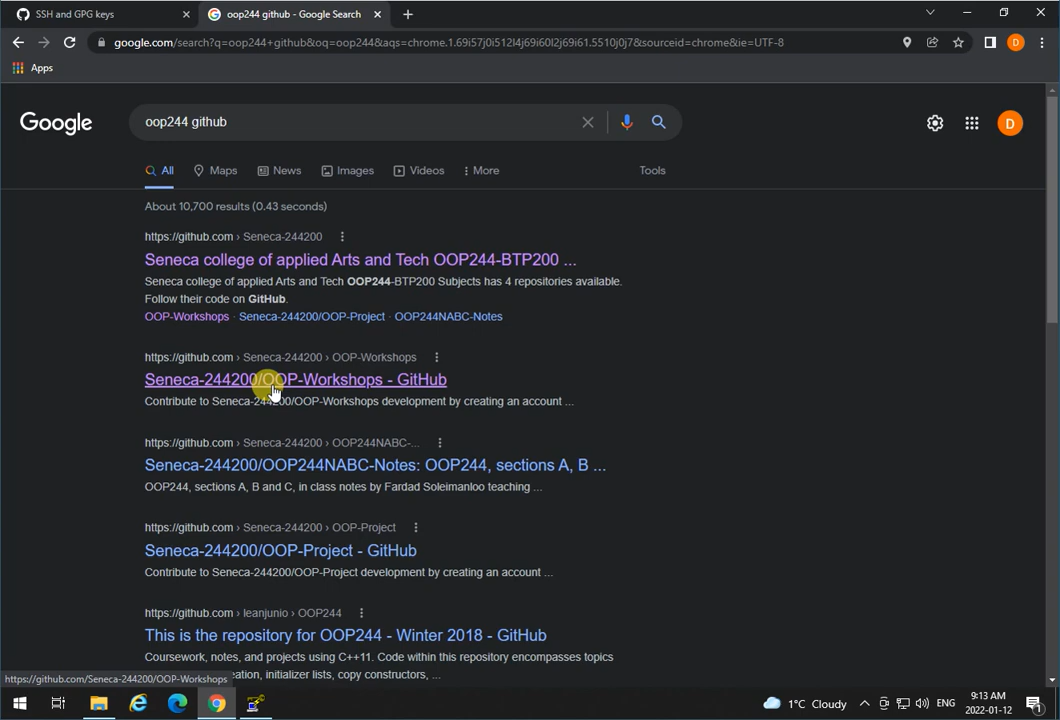 SSH and GPG keys
oop244 github - Google Search
google.com/search?q=oop244+github&oq=oop244&aqs=chrome.1.69i57j0i512l4j69i60l2j69i61.5510j0j7&sourceid=chrome&ie=UTF-8
D
Apps
Google
oop244 github
D
All
Maps
News
Images
Videos
More
Tools
About 10,700 results (0.43 seconds)
https://github.com › Seneca-244200
Seneca college of applied Arts and Tech OOP244-BTP200 ...
Seneca college of applied Arts and Tech OOP244-BTP200 Subjects has 4 repositories available.
Follow their code on GitHub.
OOP-Workshops · Seneca-244200/OOP-Project · OOP244NABC-Notes
https://github.com › Seneca-244200 › OOP-Workshops
Seneca-244200/OOP-Workshops - GitHub
Contribute to Seneca-244200/OOP-Workshops development by creating an account ...
https://github.com › Seneca-244200 › OOP244NABC-...
Seneca-244200/OOP244NABC-Notes: OOP244, sections A, B ...
OOP244, sections A, B and C, in class notes by Fardad Soleimanloo teaching ...
https://github.com › Seneca-244200 › OOP-Project
Seneca-244200/OOP-Project - GitHub
Contribute to Seneca-244200/OOP-Project development by creating an account ...
https://github.com › leanjunio › OOP244
This is the repository for OOP244 - Winter 2018 - GitHub
Coursework, notes, and projects using C++11. Code within this repository encompasses topics
eation, initializer lists, copy constructors, ...
https://github.com/Seneca-244200/OOP-Workshops
1°C Cloudy
ENG
9:13 AM
2022-01-12
1